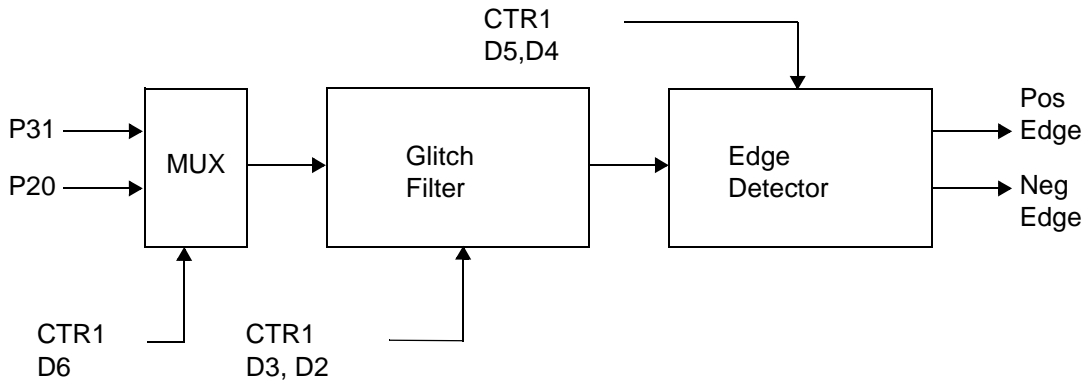 CTR1
D5,D4
P31
P20
MUX
Glitch
Filter
Edge
Detector
Pos
Edge
Neg
Edge
CTR1
D6
CTR1
D3, D2